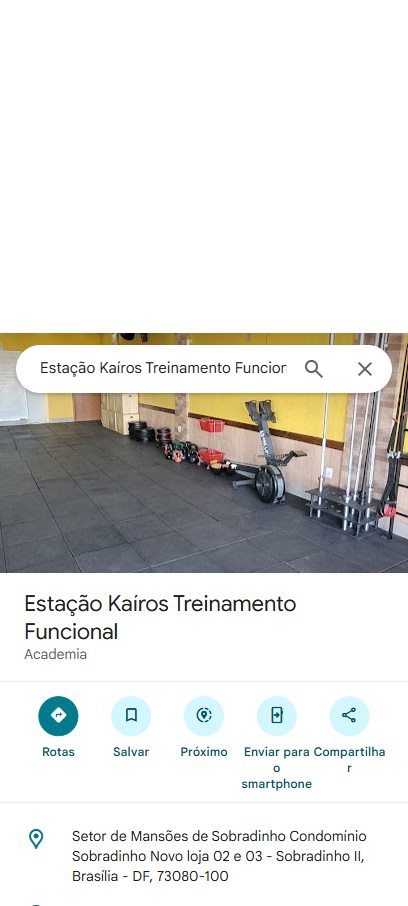 Estação Kaíros Treinamento Funcion
Estação Kaíros Treinamento
Funcional
Academia
Rotas
Salvar
Próximo
Enviar para
o
smartphone
Compartilha
r
Setor de Mansões de Sobradinho Condomínio
Sobradinho Novo loja 02 e 03 - Sobradinho II,
Brasília - DF, 73080-100